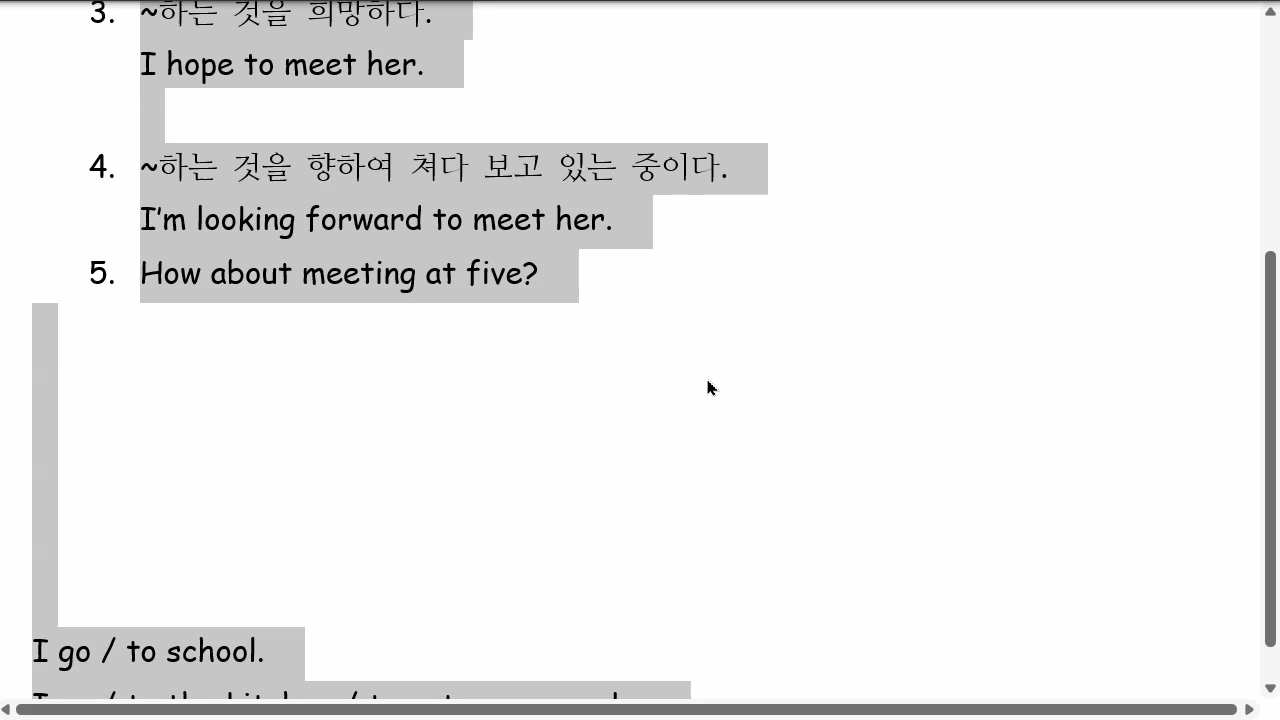 3. ~하는 것을 희망하다.
I hope to meet her.
4. ~하는 것을 향하여 쳐다 보고 있는 중이다.
I'm looking forward to meet her.
5. How about meeting at five?
I go / to school.